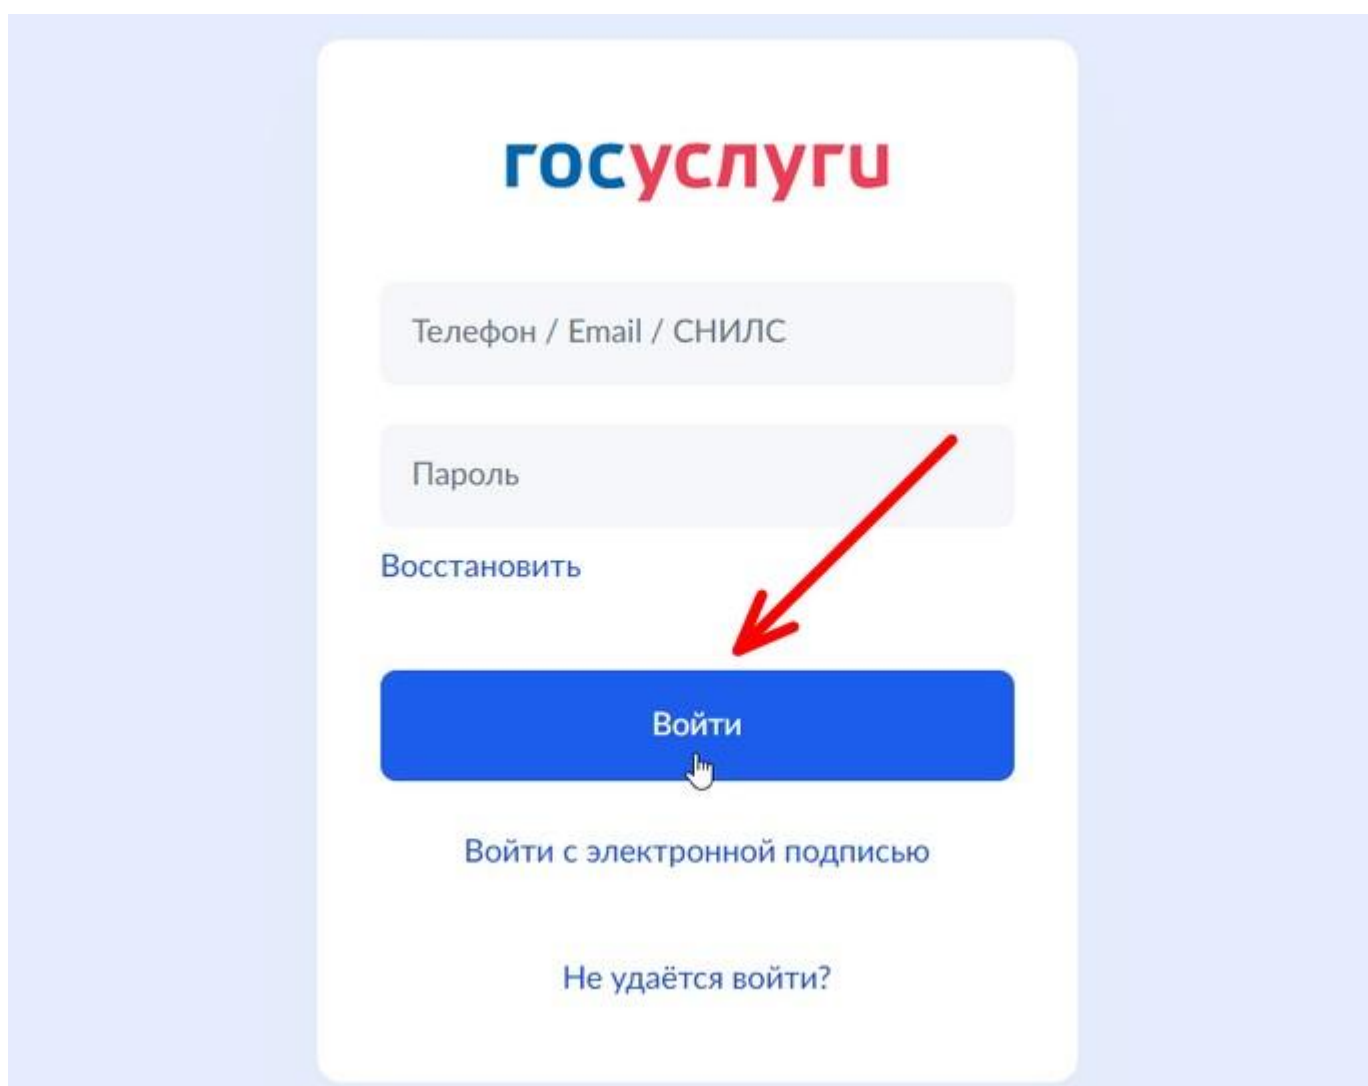 госуслуги
Телефон / Email / СНИЛС
Пароль
Восстановить
Войти
Войти с электронной подписью
Не удаётся войти?